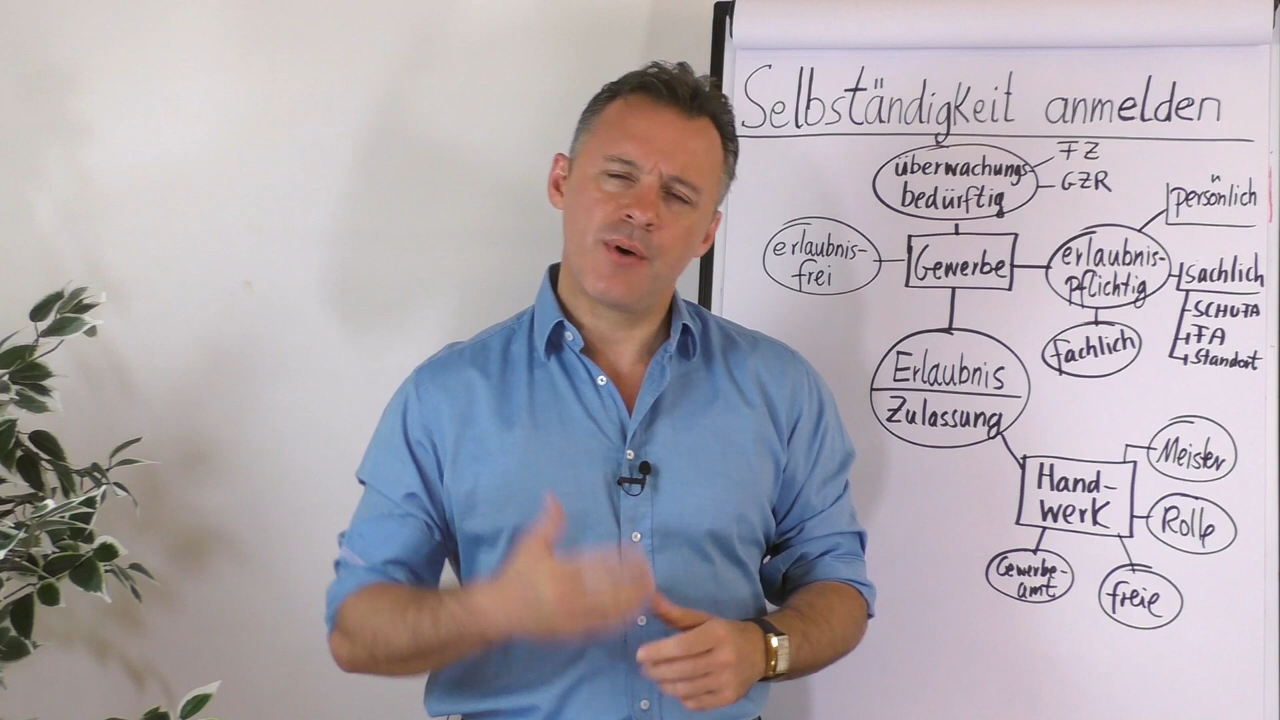 Selbständigkeit anmelden
überwachungs-
bedürftig
FZ
GZR
persönlich
erlaubnis-
frei
Gewerbe
erlaubnis-
pflichtig
sachlich
- SCHUFA
FA
Standort
fachlich
Erlaubnis
Zulassung
Hand-
werk
Meister
Rolle
Gewerbe-
amt
freie